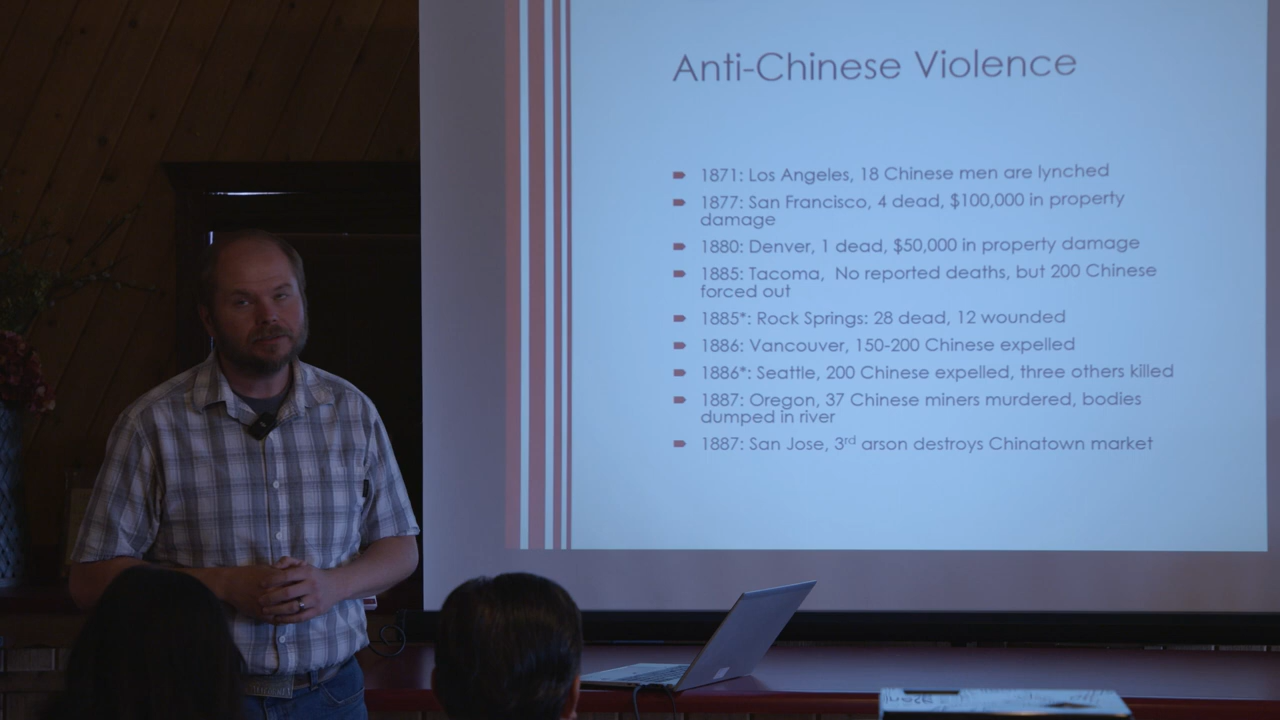 Anti-Chinese Violence
1871: Los Angeles, 18 Chinese men are lynched
1877: San Francisco, 4 dead, $100,000 in property
damage
1880: Denver, 1 dead, $50,000 in property damage
1885: Tacoma, No reported deaths, but 200 Chinese
forced out
1885*: Rock Springs: 28 dead, 12 wounded
1886: Vancouver, 150-200 Chinese expelled
1886*: Seattle, 200 Chinese expelled, three others killed
1887: Oregon, 37 Chinese miners murdered, bodies
dumped in river
1887: San Jose, 3rd arson destroys Chinatown market